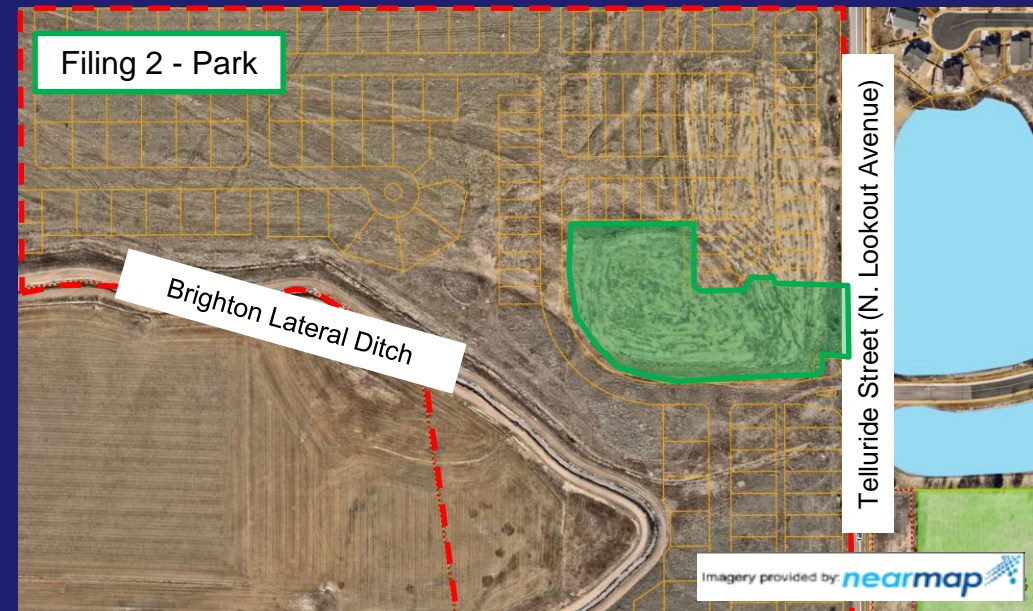 Filing 2 - Park
Brighton Lateral Ditch
Telluride Street (N. Lookout Avenue)
Imagery provided by: nearmap